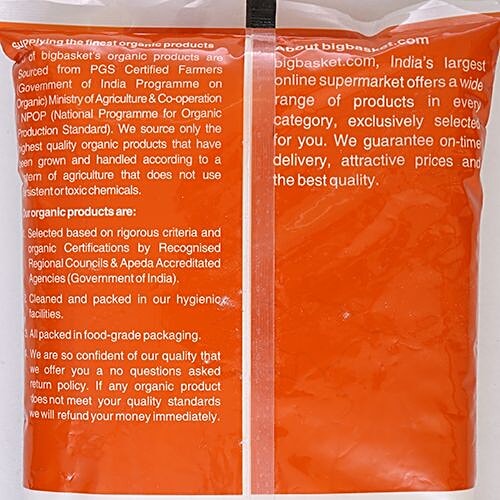 Supplying the finest organic products
of bigbasket's organic products are
Sourced from PGS Certified Farmers
(Government of India Programme on
Organic) Ministry of Agriculture & Co-operation
NPOP (National Programme for Organic
Production Standard). We source only the
highest quality organic products that have
been grown and handled according to a
system of agriculture that does not use
persistent or toxic chemicals.
Our organic products are:
1. Selected based on rigorous criteria and
organic Certifications by Recognised
Regional Councils & Apeda Accredited
Agencies (Government of India).
2. Cleaned and packed in our hygienic
facilities.
3. All packed in food-grade packaging.
4. We are so confident of our quality that
we offer you a no questions asked
return policy. If any organic product
does not meet your quality standards
we will refund your money immediately.
About bigbasket.com
bigbasket.com, India's largest
online supermarket offers a wide
range of products in every
category, exclusively selected
for you. We guarantee on-time
delivery, attractive prices and
the best quality.